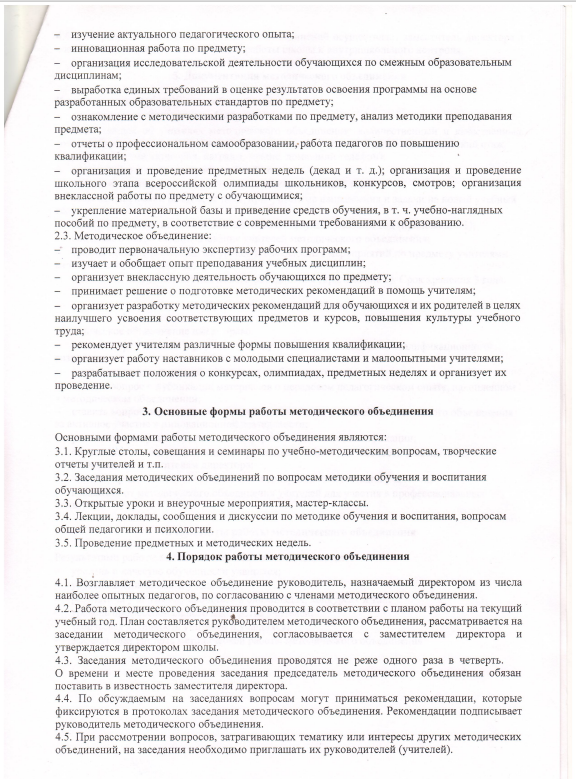 – изучение актуального педагогического опыта;
– инновационная работа по предмету;
– организация исследовательской деятельности обучающихся по смежным образовательным
дисциплинам;
– выработка единых требований в оценке результатов освоения программы на основе
разработанных образовательных стандартов по предмету;
– ознакомление с методическими разработками по предмету, анализ методики преподавания
предмета;
– отчеты о профессиональном самообразовании, работа педагогов по повышению
квалификации;
– организация и проведение предметных недель (декад и т. д.); организация и проведение
школьного этапа всероссийской олимпиады школьников, конкурсов, смотров; организация
внеклассной работы по предмету с обучающимися;
– укрепление материальной базы и приведение средств обучения, в т. ч. учебно-наглядных
пособий по предмету, в соответствие с современными требованиями к образованию.
2.3. Методическое объединение:
– проводит первоначальную экспертизу рабочих программ;
– изучает и обобщает опыт преподавания учебных дисциплин;
– организует внеклассную деятельность обучающихся по предмету;
– принимает решение о подготовке методических рекомендаций в помощь учителям;
– организует разработку методических рекомендаций для обучающихся и их родителей в целях
наилучшего усвоения соответствующих предметов и курсов, повышения культуры учебного
труда;
– рекомендует учителям различные формы повышения квалификации;
– организует работу наставников с молодыми специалистами и малоопытными учителями;
– разрабатывает положения о конкурсах, олимпиадах, предметных неделях и организует их
проведение.
3. Основные формы работы методического объединения
Основными формами работы методического объединения являются:
3.1. Круглые столы, совещания и семинары по учебно-методическим вопросам, творческие
отчеты учителей и т.п.
3.2. Заседания методических объединений по вопросам методики обучения и воспитания
обучающихся.
3.3. Открытые уроки и внеурочные мероприятия, мастер-классы.
3.4. Лекции, доклады, сообщения и дискуссии по методике обучения и воспитания, вопросам
общей педагогики и психологии.
3.5. Проведение предметных и методических недель.
4. Порядок работы методического объединения
4.1. Возглавляет методическое объединение руководитель, назначаемый директором из числа
наиболее опытных педагогов, по согласованию с членами методического объединения.
4.2. Работа методического объединения проводится в соответствии с планом работы на текущий
учебный год. План составляется руководителем методического объединения, рассматривается на
заседании методического объединения, согласовывается с заместителем директора и
утверждается директором школы.
4.3. Заседания методического объединения проводятся не реже одного раза в четверть.
О времени и месте проведения заседания председатель методического объединения обязан
поставить в известность заместителя директора.
4.4. По обсуждаемым на заседаниях вопросам могут приниматься рекомендации, которые
фиксируются в протоколах заседания методического объединения. Рекомендации подписывает
руководитель методического объединения.
4.5. При рассмотрении вопросов, затрагивающих тематику или интересы других методических
объединений, на заседания необходимо приглашать их руководителей (учителей).